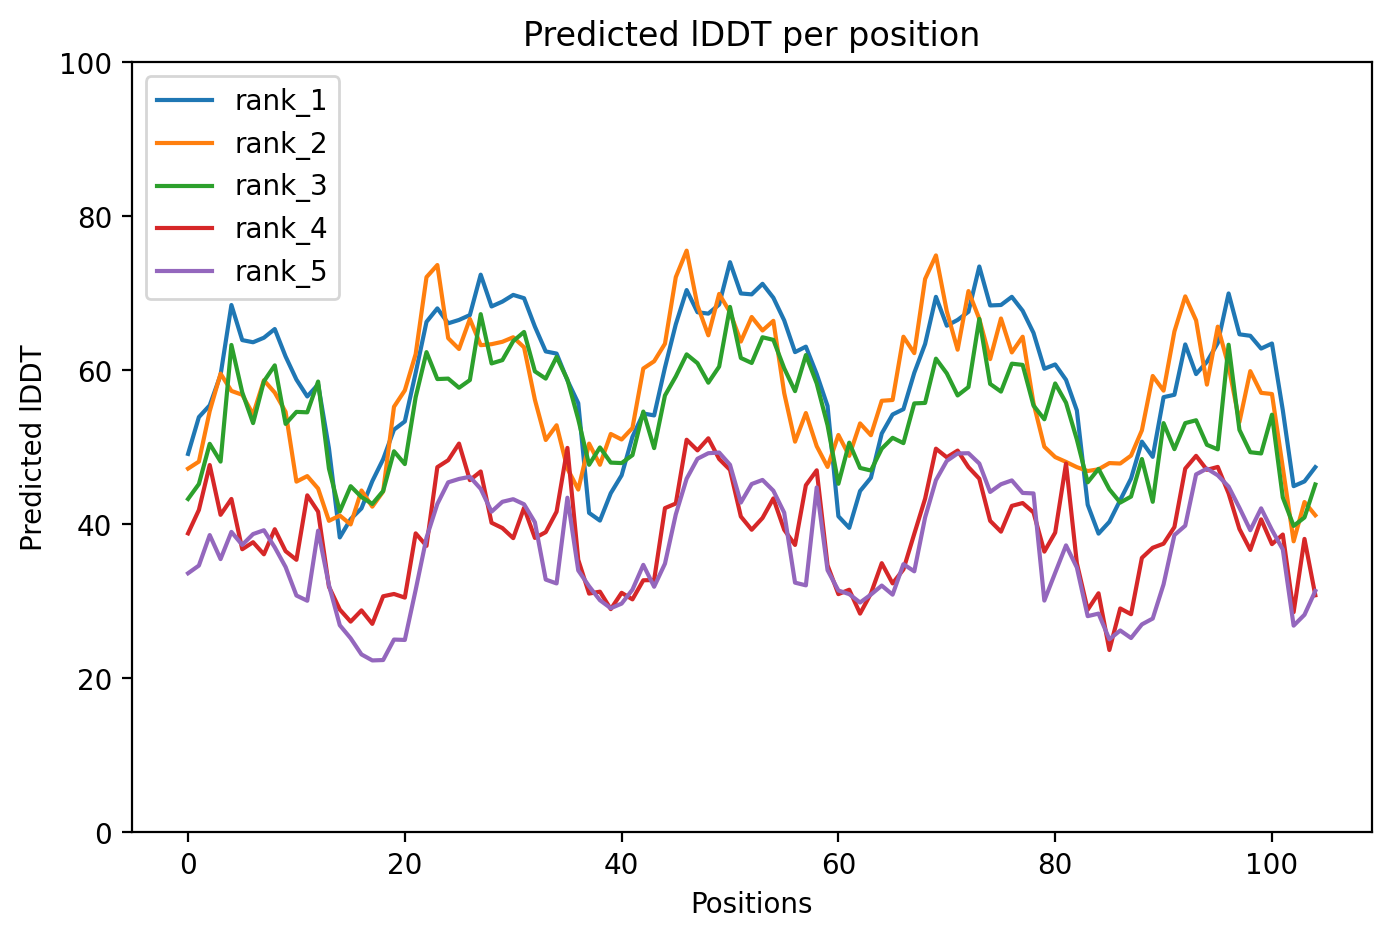 Predicted lDDT per position
100
80
60
40
20
0
Predicted lDDT
rank_1
rank_2
rank_3
rank_4
rank_5
0 20 40 60 80 100
Positions